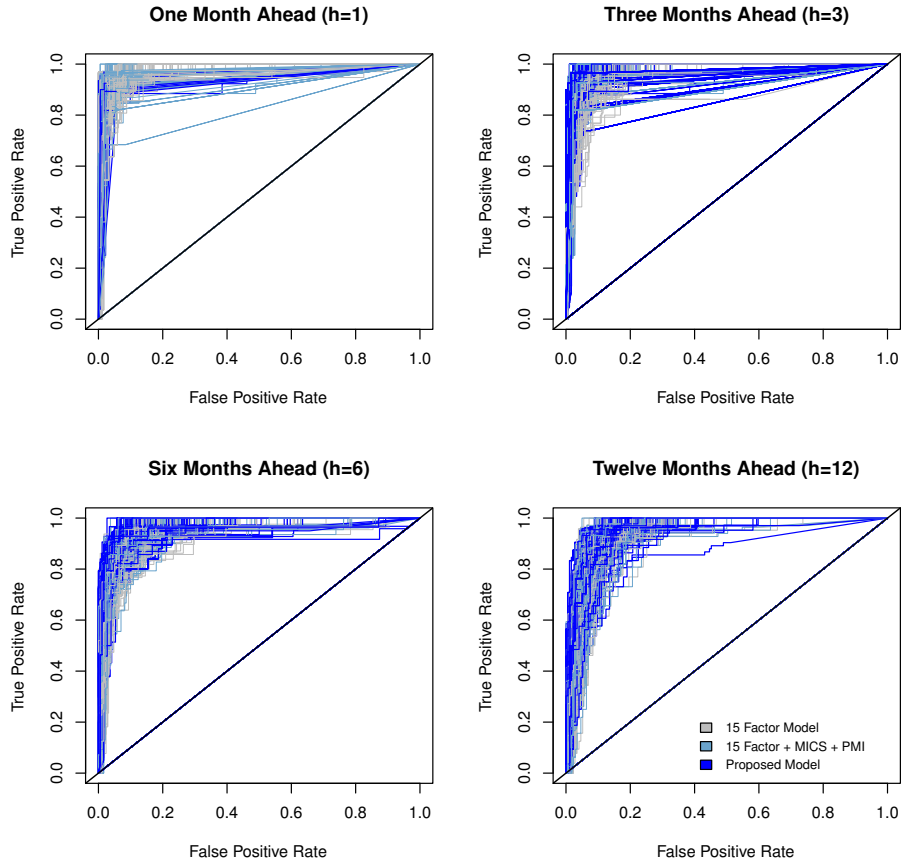 One Month Ahead (h=1)
True Positive Rate
0.0 0.2 0.4 0.6 0.8 1.0
0.0 0.2 0.4 0.6 0.8 1.0
False Positive Rate
Three Months Ahead (h=3)
True Positive Rate
0.0 0.2 0.4 0.6 0.8 1.0
0.0 0.2 0.4 0.6 0.8 1.0
False Positive Rate
Six Months Ahead (h=6)
True Positive Rate
0.0 0.2 0.4 0.6 0.8 1.0
0.0 0.2 0.4 0.6 0.8 1.0
False Positive Rate
Twelve Months Ahead (h=12)
True Positive Rate
0.0 0.2 0.4 0.6 0.8 1.0
15 Factor Model
15 Factor + MICS + PMI
Proposed Model
0.0 0.2 0.4 0.6 0.8 1.0
False Positive Rate